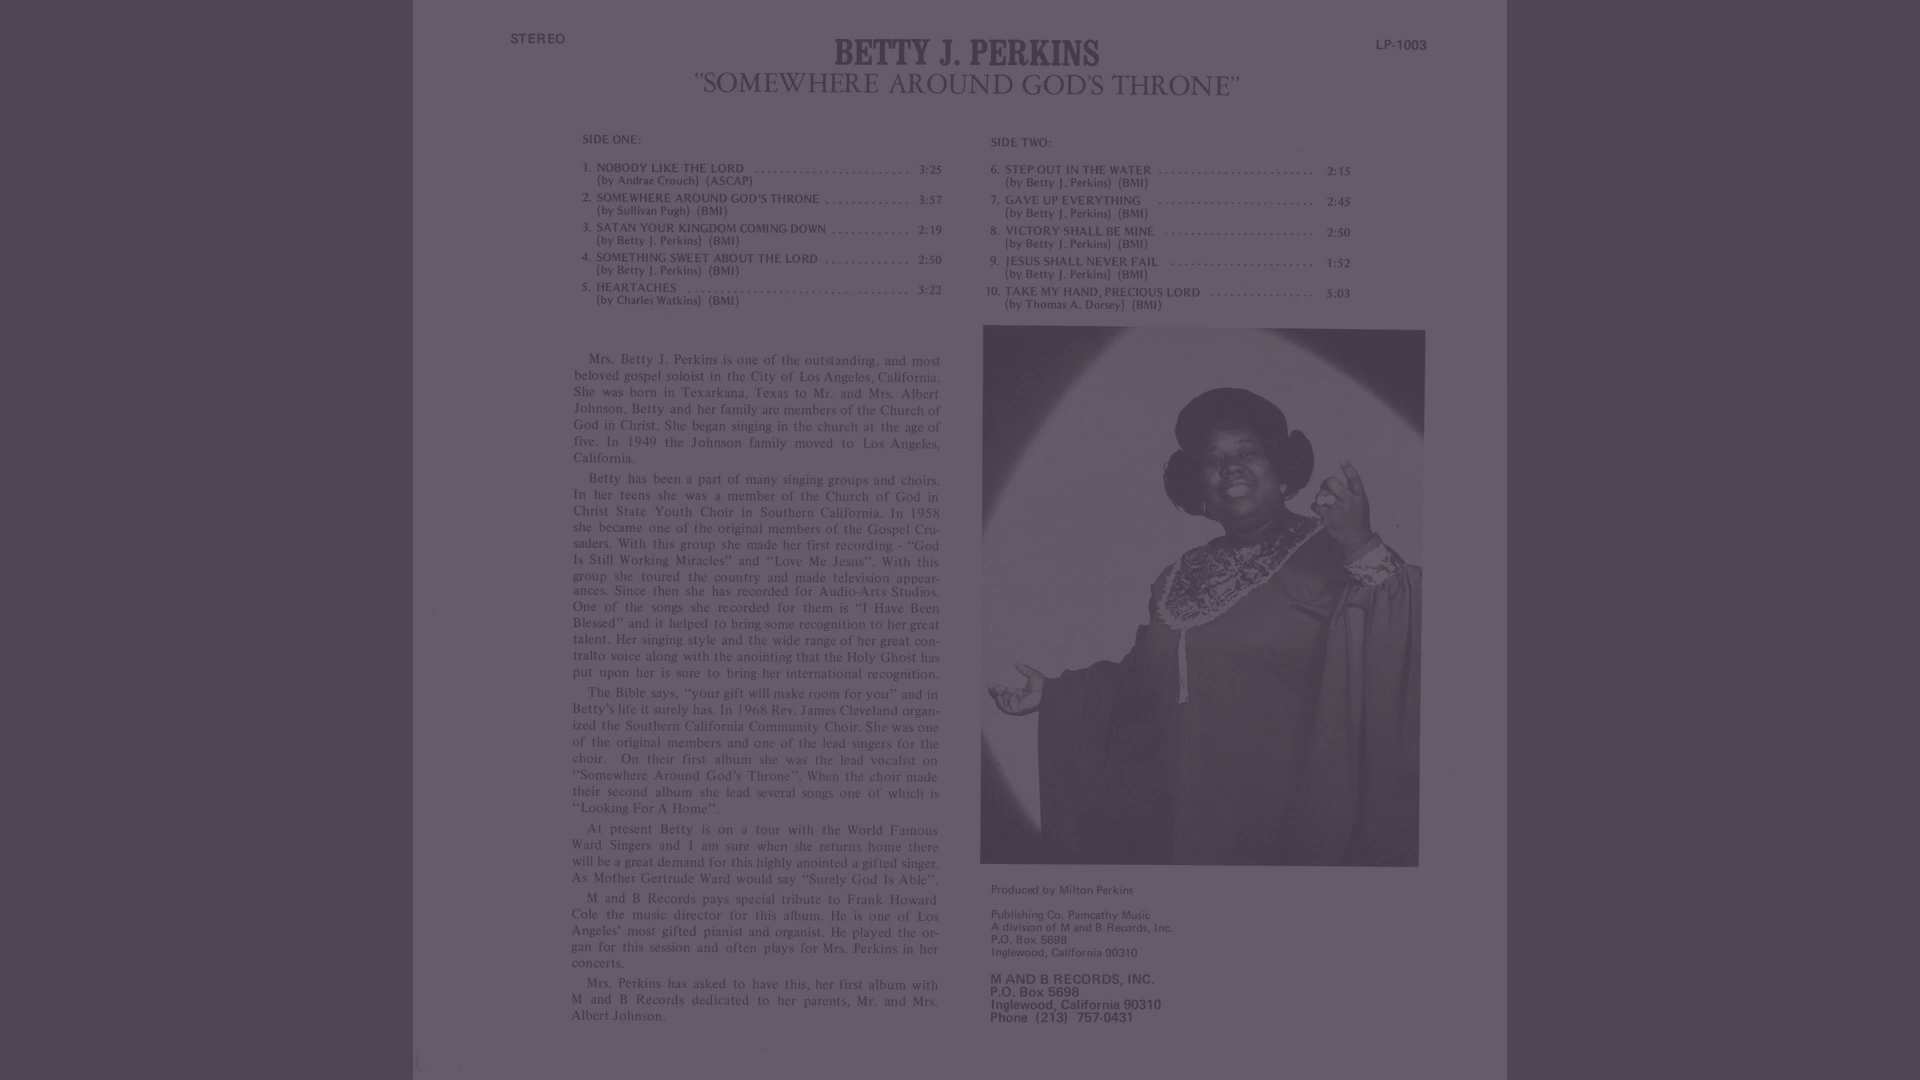 STEREO
LP-1003
BETTY J. PERKINS
"SOMEWHERE AROUND GOD'S THRONE"
SIDE ONE:
1. NOBODY LIKE THE LORD ........................ 3:25
(by Andrae Crouch) (ASCAP)
2. SOMEWHERE AROUND GOD'S THRONE ............. 3:57
(by Sullivan Pugh) (BMI)
3. SATAN YOUR KINGDOM COMING DOWN ............ 2:19
(by Betty J. Perkins) (BMI)
4. SOMETHING SWEET ABOUT THE LORD ............. 2:50
(by Betty J. Perkins) (BMI)
5. HEARTACHES .................................. 3:22
(by Charles Watkins) (BMI)
SIDE TWO:
6. STEP OUT IN THE WATER ........................ 2:15
(by Betty J. Perkins) (BMI)
7. GAVE UP EVERYTHING ........................ 2:45
(by Betty J. Perkins) (BMI)
8. VICTORY SHALL BE MINE ....................... 2:50
(by Betty J. Perkins) (BMI)
9. JESUS SHALL NEVER FAIL ...................... 1:52
(by Betty J. Perkins) (BMI)
10. TAKE MY HAND, PRECIOUS LORD ................ 5:03
(by Thomas A. Dorsey) (BMI)
Mrs. Betty J. Perkins is one of the outstanding, and most
beloved gospel soloist in the City of Los Angeles, California.
She was born in Texarkana, Texas to Mr. and Mrs. Albert
Johnson. Betty and her family are members of the Church of
God in Christ. She began singing in the church at the age of
five. In 1949 the Johnson family moved to Los Angeles,
California.
Betty has been a part of many singing groups and choirs.
In her teens she was a member of the Church of God in
Christ State Youth Choir in Southern California. In 1958
she became one of the original members of the Gospel Cru-
saders. With this group she made her first recording - "God
Is Still Working Miracles" and "Love Me Jesus". With this
group she toured the country and made television appear-
ances. Since then she has recorded for Audio-Arts Studios.
One of the songs she recorded for them is "I Have Been
Blessed" and it helped to bring some recognition to her great
talent. Her singing style and the wide range of her great con-
tralto voice along with the anointing that the Holy Ghost has
put upon her is sure to bring her international recognition.
The Bible says, "your gift will make room for you" and in
Betty's life it surely has. In 1968 Rev. James Cleveland organ-
ized the Southern California Community Choir. She was one
of the original members and one of the lead singers for the
choir. On their first album she was the lead vocalist on
"Somewhere Around God's Throne". When the choir made
their second album she lead several songs one of which is
"Looking For A Home".
At present Betty is on a tour with the World Famous
Ward Singers and I am sure when she returns home there
will be a great demand for this highly anointed a gifted singer.
As Mother Gertrude Ward would say "Surely God Is Able".
M and B Records pays special tribute to Frank Howard
Cole the music director for this album. He is one of Los
Angeles' most gifted pianist and organist. He played the or-
gan for this session and often plays for Mrs. Perkins in her
concerts.
Mrs. Perkins has asked to have this, her first album with
M and B Records dedicated to her parents, Mr. and Mrs.
Albert Johnson.
Produced by Milton Perkins
Publishing Co. Pamcathy Music
A division of M and B Records, Inc.
P.O. Box 5698
Inglewood, California 90310
M AND B RECORDS, INC.
P.O. Box 5698
Inglewood, California 90310
Phone (213) 757-0431